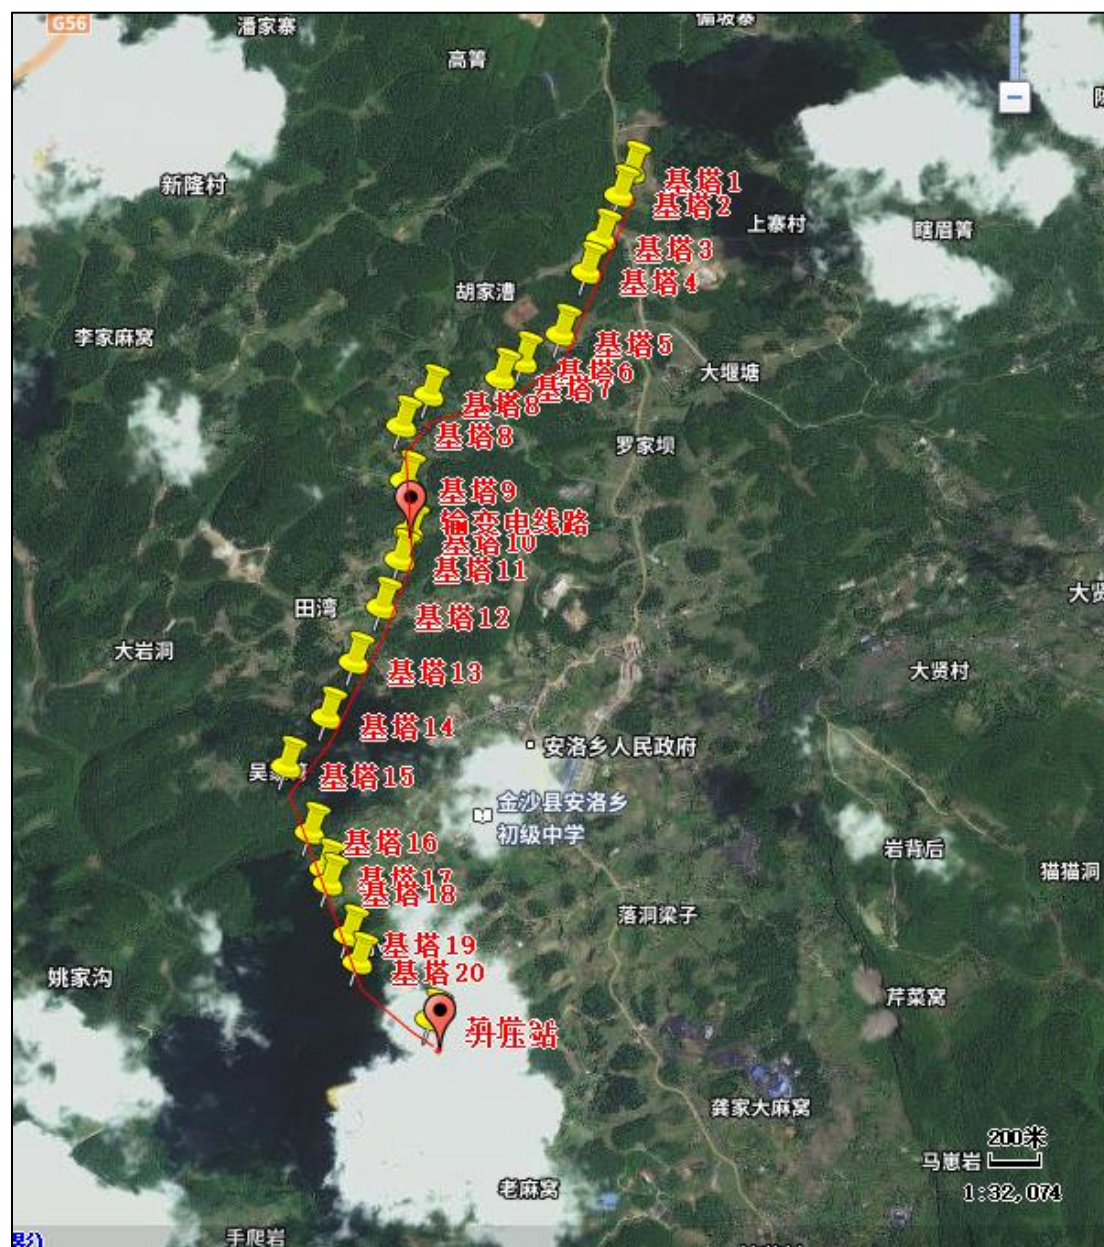 G56
潘家寨
偏坡寨
高箐
新隆村
基塔1
基塔2
上寨村
瞎眉箐
基塔3
基塔4
胡家漕
李家麻窝
基塔5
基塔6
大堰塘
基塔7
基塔8
基塔8
罗家坝
基塔9
输变电线路
基塔10
基塔11
田湾
基塔12
大岩洞
基塔13
大贤村
基塔14
安洛乡人民政府
基塔15
金沙县安洛乡
初级中学
基塔16
岩背后
猫猫洞
基塔17
基塔18
落洞梁子
基塔19
基塔20
姚家沟
芹菜窝
升压站
龚家大麻窝
200米
马崽岩
1:32,074
老麻窝
手爬岩